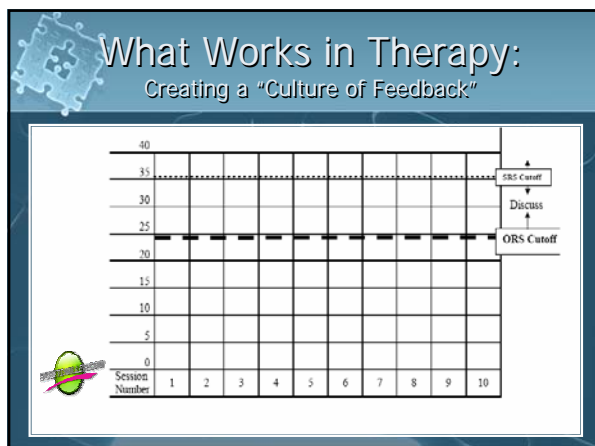 What Works in Therapy:
Creating a “Culture of Feedback”
40
35
SRS Cutoff
30
Discuss
25
ORS Cutoff
20
15
10
5
0
Session
Number
1 2 3 4 5 6 7 8 9 10